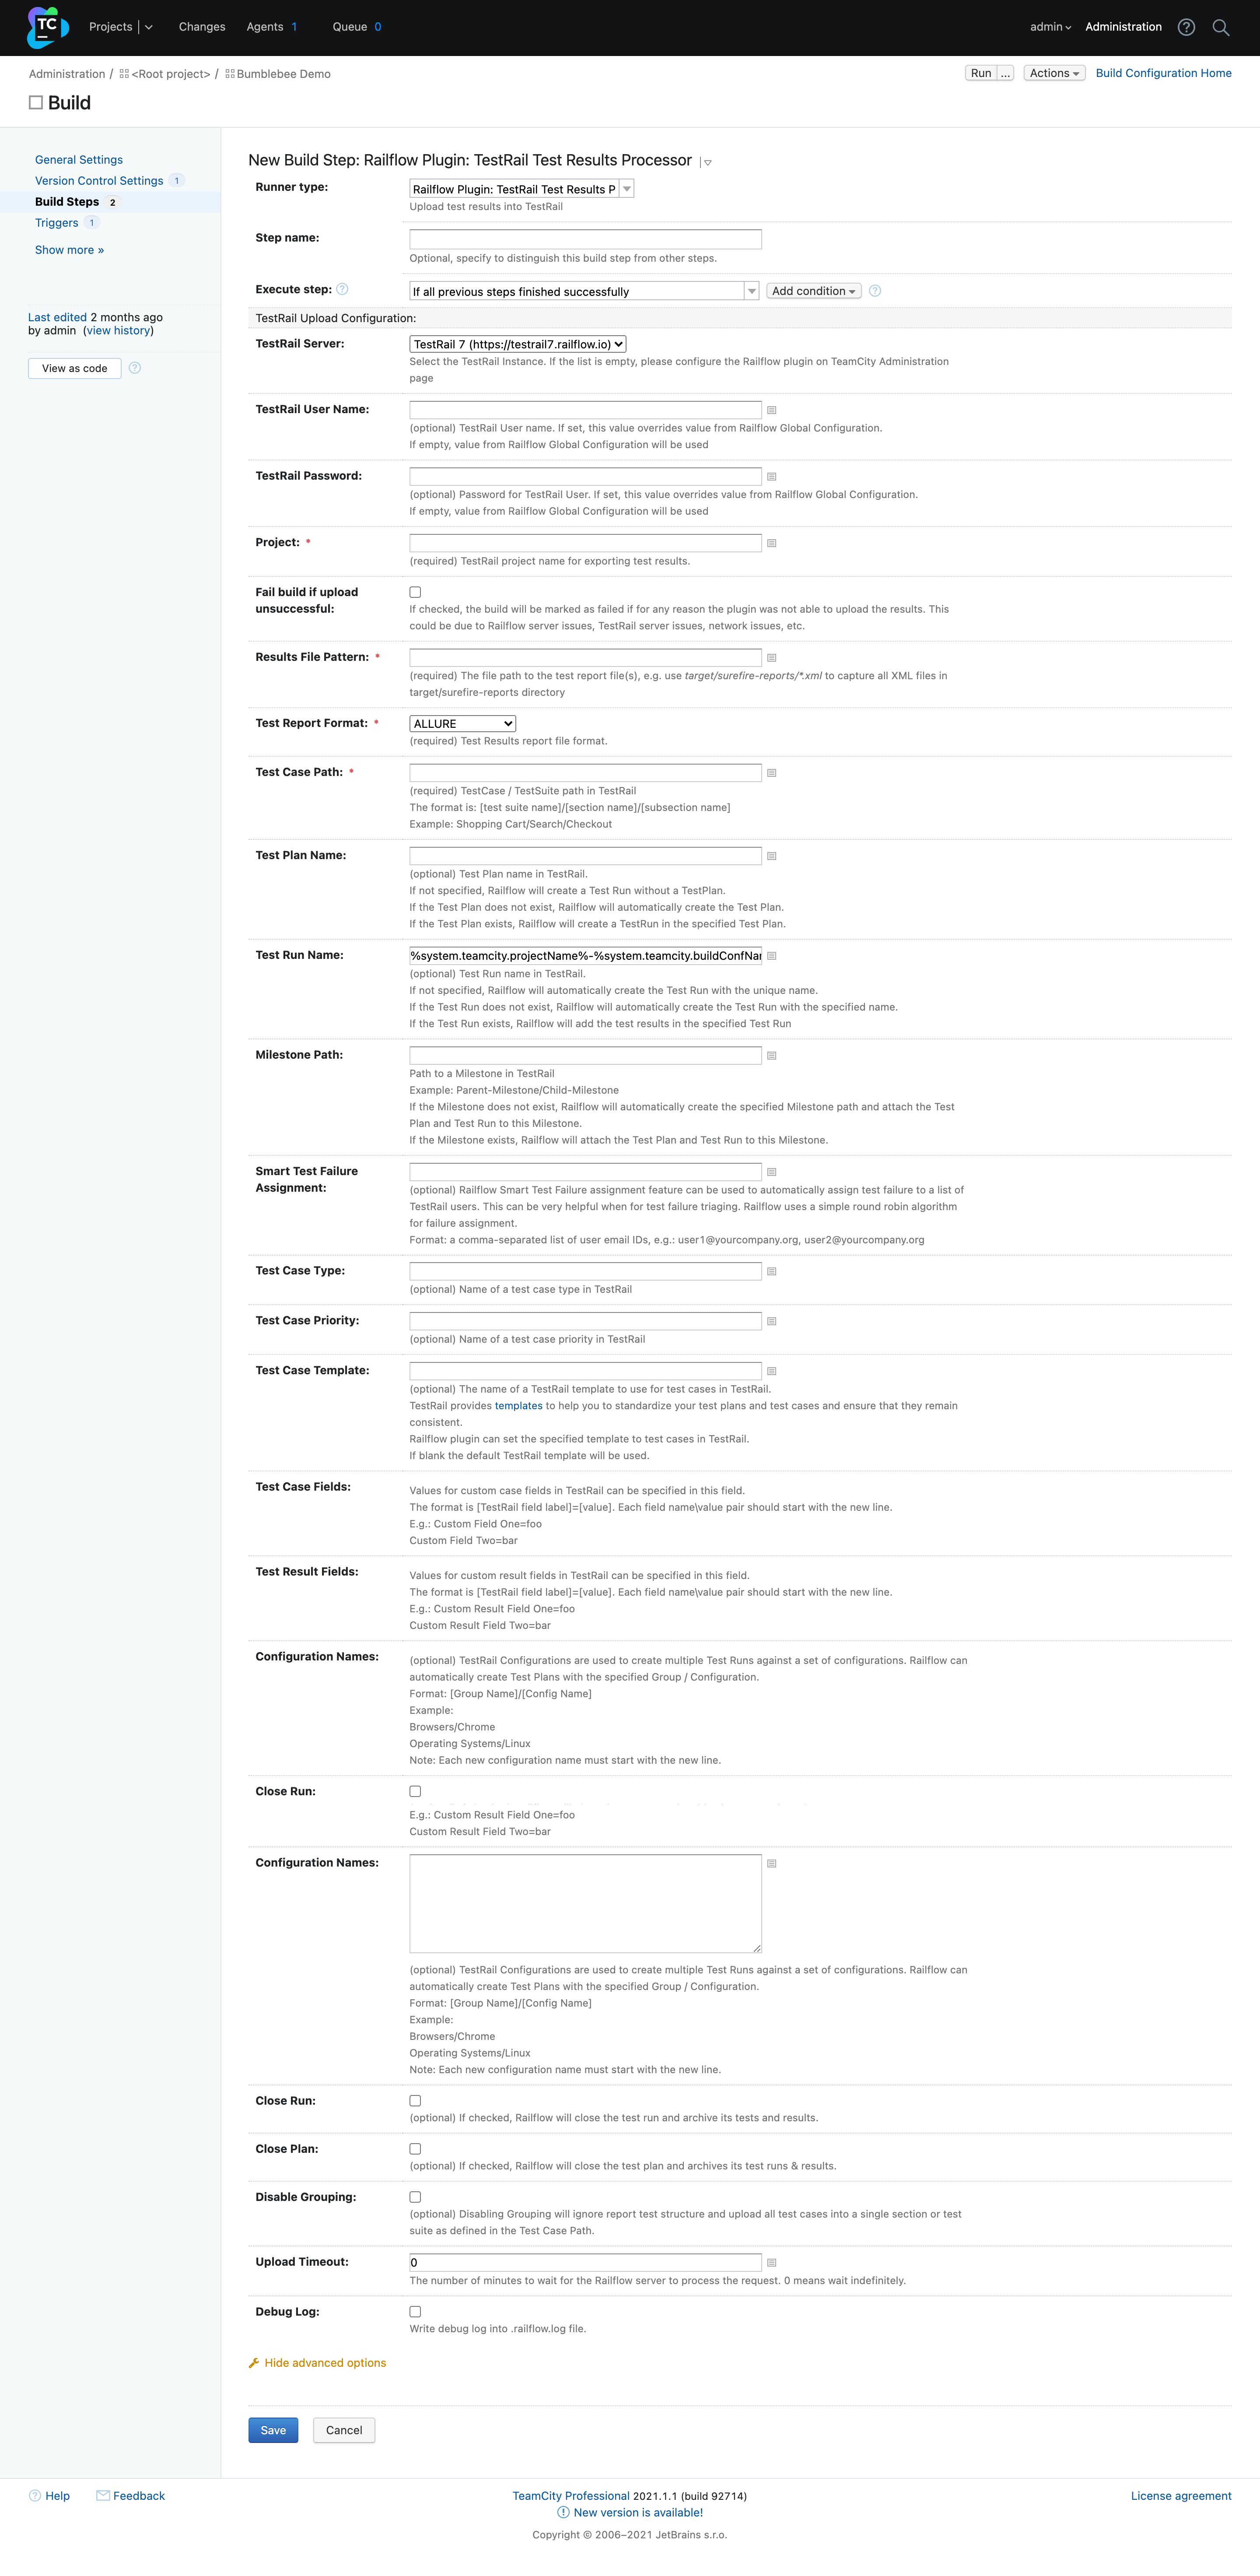 TC Projects Changes Agents 1 Queue 0 admin Administration
Administration / <Root project> / Bumblebee Demo Run ... Actions Build Configuration Home
Build
General Settings
Version Control Settings 1
Build Steps 2
Triggers 1
Show more »
Last edited 2 months ago
by admin (view history)
View as code
New Build Step: Railflow Plugin: TestRail Test Results Processor
Runner type: Railflow Plugin: TestRail Test Results P
Upload test results into TestRail
Step name:
Optional, specify to distinguish this build step from other steps.
Execute step: If all previous steps finished successfully Add condition
TestRail Upload Configuration:
TestRail Server: TestRail 7 (https://testrail7.railflow.io)
Select the TestRail Instance. If the list is empty, please configure the Railflow plugin on TeamCity Administration
page
TestRail User Name:
(optional) TestRail User name. If set, this value overrides value from Railflow Global Configuration.
If empty, value from Railflow Global Configuration will be used
TestRail Password:
(optional) Password for TestRail User. If set, this value overrides value from Railflow Global Configuration.
If empty, value from Railflow Global Configuration will be used
Project: *
(required) TestRail project name for exporting test results.
Fail build if upload
unsuccessful:
If checked, the build will be marked as failed if for any reason the plugin was not able to upload the results. This
could be due to Railflow server issues, TestRail server issues, network issues, etc.
Results File Pattern: *
(required) The file path to the test report file(s), e.g. use target/surefire-reports/*.xml to capture all XML files in
target/surefire-reports directory
Test Report Format: * ALLURE
(required) Test Results report file format.
Test Case Path: *
(required) TestCase / TestSuite path in TestRail
The format is: [test suite name]/[section name]/[subsection name]
Example: Shopping Cart/Search/Checkout
Test Plan Name:
(optional) Test Plan name in TestRail.
If not specified, Railflow will create a Test Run without a TestPlan.
If the Test Plan does not exist, Railflow will automatically create the Test Plan.
If the Test Plan exists, Railflow will create a TestRun in the specified Test Plan.
Test Run Name: %system.teamcity.projectName%-%system.teamcity.buildConfNa
(optional) Test Run name in TestRail.
If not specified, Railflow will automatically create the Test Run with the unique name.
If the Test Run does not exist, Railflow will automatically create the Test Run with the specified name.
If the Test Run exists, Railflow will add the test results in the specified Test Run
Milestone Path:
Path to a Milestone in TestRail
Example: Parent-Milestone/Child-Milestone
If the Milestone does not exist, Railflow will automatically create the specified Milestone path and attach the Test
Plan and Test Run to this Milestone.
If the Milestone exists, Railflow will attach the Test Plan and Test Run to this Milestone.
Smart Test Failure
Assignment:
(optional) Railflow Smart Test Failure assignment feature can be used to automatically assign test failure to a list of
TestRail users. This can be very helpful when for test failure triaging. Railflow uses a simple round robin algorithm
for failure assignment.
Format: a comma-separated list of user email IDs, e.g.: user1@yourcompany.org, user2@yourcompany.org
Test Case Type:
(optional) Name of a test case type in TestRail
Test Case Priority:
(optional) Name of a test case priority in TestRail
Test Case Template:
(optional) The name of a TestRail template to use for test cases in TestRail.
TestRail provides templates to help you to standardize your test plans and test cases and ensure that they remain
consistent.
Railflow plugin can set the specified template to test cases in TestRail.
If blank the default TestRail template will be used.
Test Case Fields:
Values for custom case fields in TestRail can be specified in this field.
The format is [TestRail field label]=[value]. Each field name\value pair should start with the new line.
E.g.: Custom Field One=foo
Custom Field Two=bar
Test Result Fields:
Values for custom result fields in TestRail can be specified in this field.
The format is [TestRail field label]=[value]. Each field name\value pair should start with the new line.
E.g.: Custom Result Field One=foo
Custom Result Field Two=bar
Configuration Names:
(optional) TestRail Configurations are used to create multiple Test Runs against a set of configurations. Railflow can
automatically create Test Plans with the specified Group / Configuration.
Format: [Group Name]/[Config Name]
Example:
Browsers/Chrome
Operating Systems/Linux
Note: Each new configuration name must start with the new line.
Close Run:
E.g.: Custom Result Field One=foo
Custom Result Field Two=bar
Configuration Names:
(optional) TestRail Configurations are used to create multiple Test Runs against a set of configurations. Railflow can
automatically create Test Plans with the specified Group / Configuration.
Format: [Group Name]/[Config Name]
Example:
Browsers/Chrome
Operating Systems/Linux
Note: Each new configuration name must start with the new line.
Close Run:
(optional) If checked, Railflow will close the test run and archive its tests and results.
Close Plan:
(optional) If checked, Railflow will close the test plan and archives its test runs & results.
Disable Grouping:
(optional) Disabling Grouping will ignore report test structure and upload all test cases into a single section or test
suite as defined in the Test Case Path.
Upload Timeout: 0
The number of minutes to wait for the Railflow server to process the request. 0 means wait indefinitely.
Debug Log:
Write debug log into .railflow.log file.
Hide advanced options
Save Cancel
Help Feedback TeamCity Professional 2021.1.1 (build 92714) License agreement
New version is available!
Copyright © 2006–2021 JetBrains s.r.o.